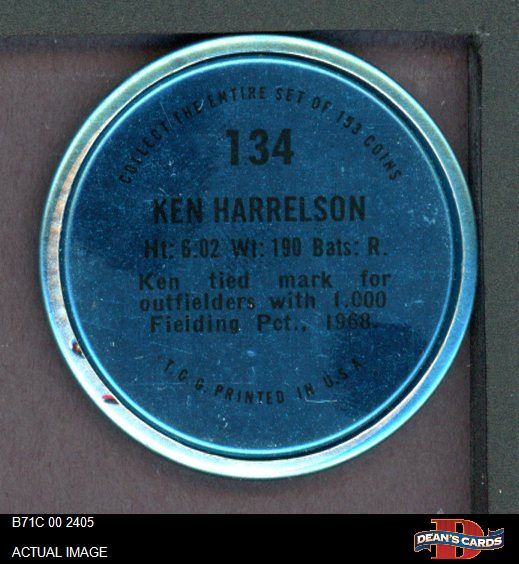 COLLECT THE ENTIRE SET OF 153 COINS
134
KEN HARRELSON
Ht: 6.02 Wt: 190 Bats: R.
Ken tied mark for
outfielders with 1.000
Fielding Pct., 1968.
T.C.G. PRINTED IN U.S.A.
B71C 00 2405
ACTUAL IMAGE
D
DEAN'S CARDS